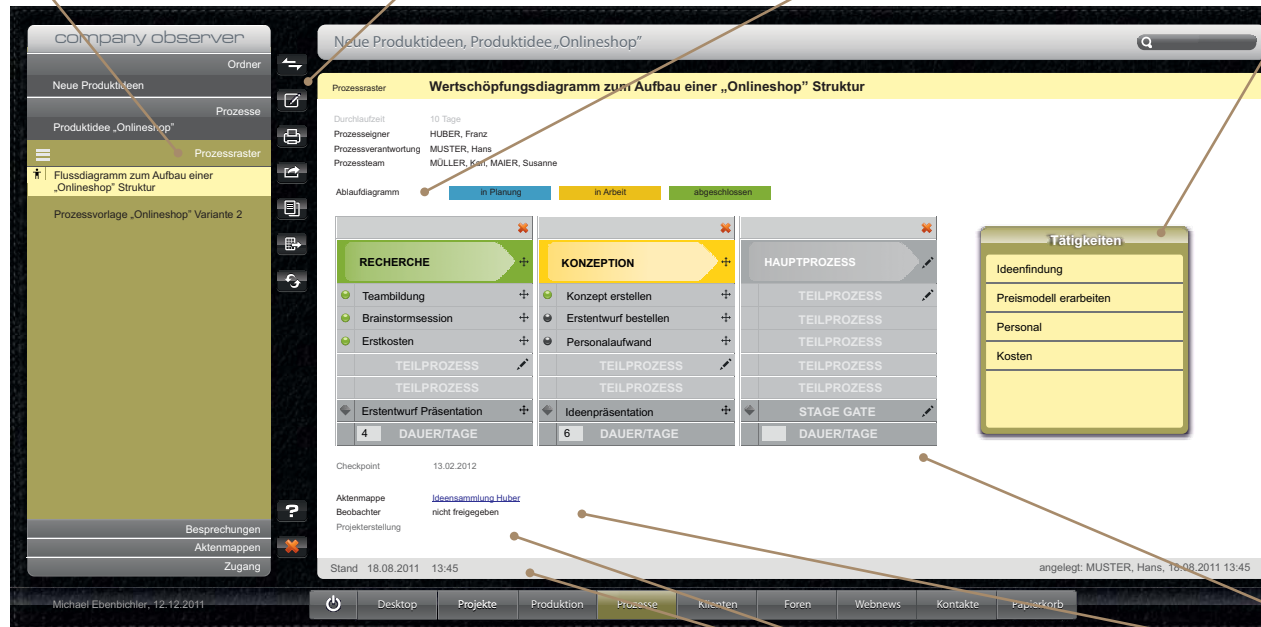 company observer
Ordner
Neue Produktideen
Prozesse
Produktidee „Onlineshop"
Prozessraster
Flussdiagramm zum Aufbau einer
„Onlineshop" Struktur
Prozessvorlage „Onlineshop" Variante 2
Besprechungen
Aktenmappen
Zugang
Michael Ebenbichler, 12.12.2011
Neue Produktideen, Produktidee „Onlineshop"
Prozessraster Wertschöpfungsdiagramm zum Aufbau einer „Onlineshop" Struktur
Durchlaufzeit 10 Tage
Prozesseigner HUBER, Franz
Prozessverantwortung MUSTER, Hans
Prozessteam MÜLLER, Karl, MAIER, Susanne
Ablaufdiagramm in Planung in Arbeit abgeschlossen
RECHERCHE
Teambildung
Brainstormsession
Erstkosten
TEILPROZESS
TEILPROZESS
Erstentwurf Präsentation
4 DAUER/TAGE
KONZEPTION
Konzept erstellen
Erstentwurf bestellen
Personalaufwand
TEILPROZESS
TEILPROZESS
Ideenpräsentation
6 DAUER/TAGE
HAUPTPROZESS
TEILPROZESS
TEILPROZESS
TEILPROZESS
TEILPROZESS
TEILPROZESS
STAGE GATE
DAUER/TAGE
Tätigkeiten
Ideenfindung
Preismodell erarbeiten
Personal
Kosten
Checkpoint 13.02.2012
Aktenmappe Ideensammlung Huber
Beobachter nicht freigegeben
Projekterstellung
Stand 18.08.2011 13:45
angelegt: MUSTER, Hans, 18.08.2011 13:45
Desktop Projekte Produktion Prozesse Klienten Foren Webnews Kontakte Papierkorb
?